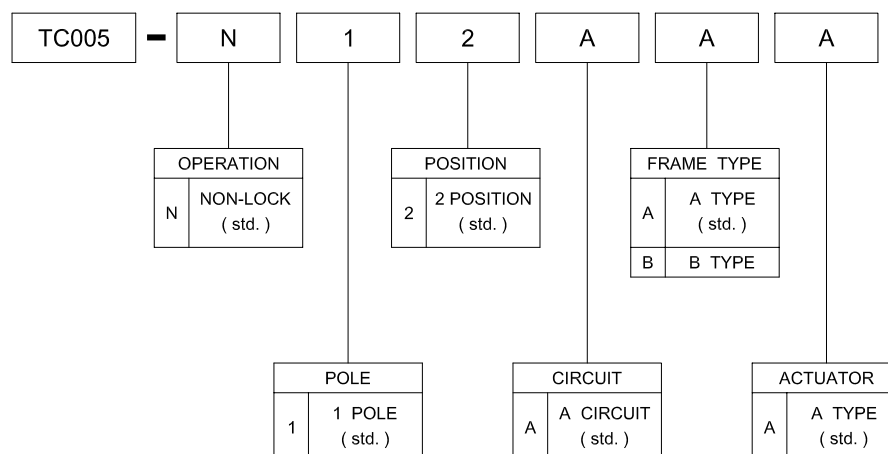 TC005 - N 1 2 A A A
OPERATION
N NON-LOCK
( std. )
POSITION
2 2 POSITION
( std. )
FRAME TYPE
A A TYPE
( std. )
B B TYPE
POLE
1 1 POLE
( std. )
CIRCUIT
A A CIRCUIT
( std. )
ACTUATOR
A A TYPE
( std. )